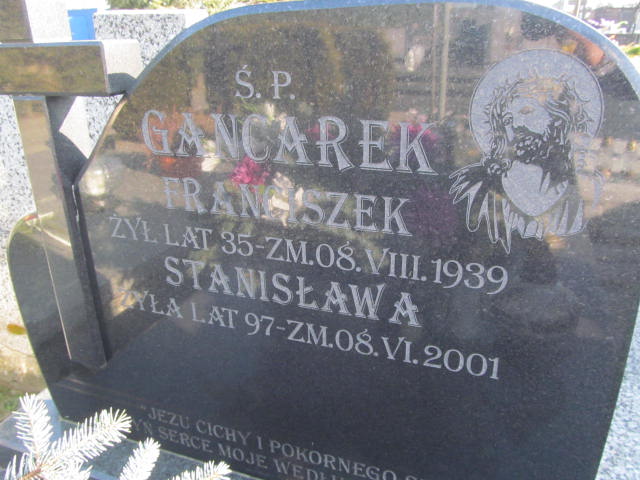 Ś. P.
GANCAREK
FRANCISZEK
ŻYŁ LAT 35-ZM.08.VIII.1939
STANISŁAWA
ŻYŁA LAT 97-ZM.08.VI.2001
"JEZU CICHY I POKORNEGO
SERCE MOJE